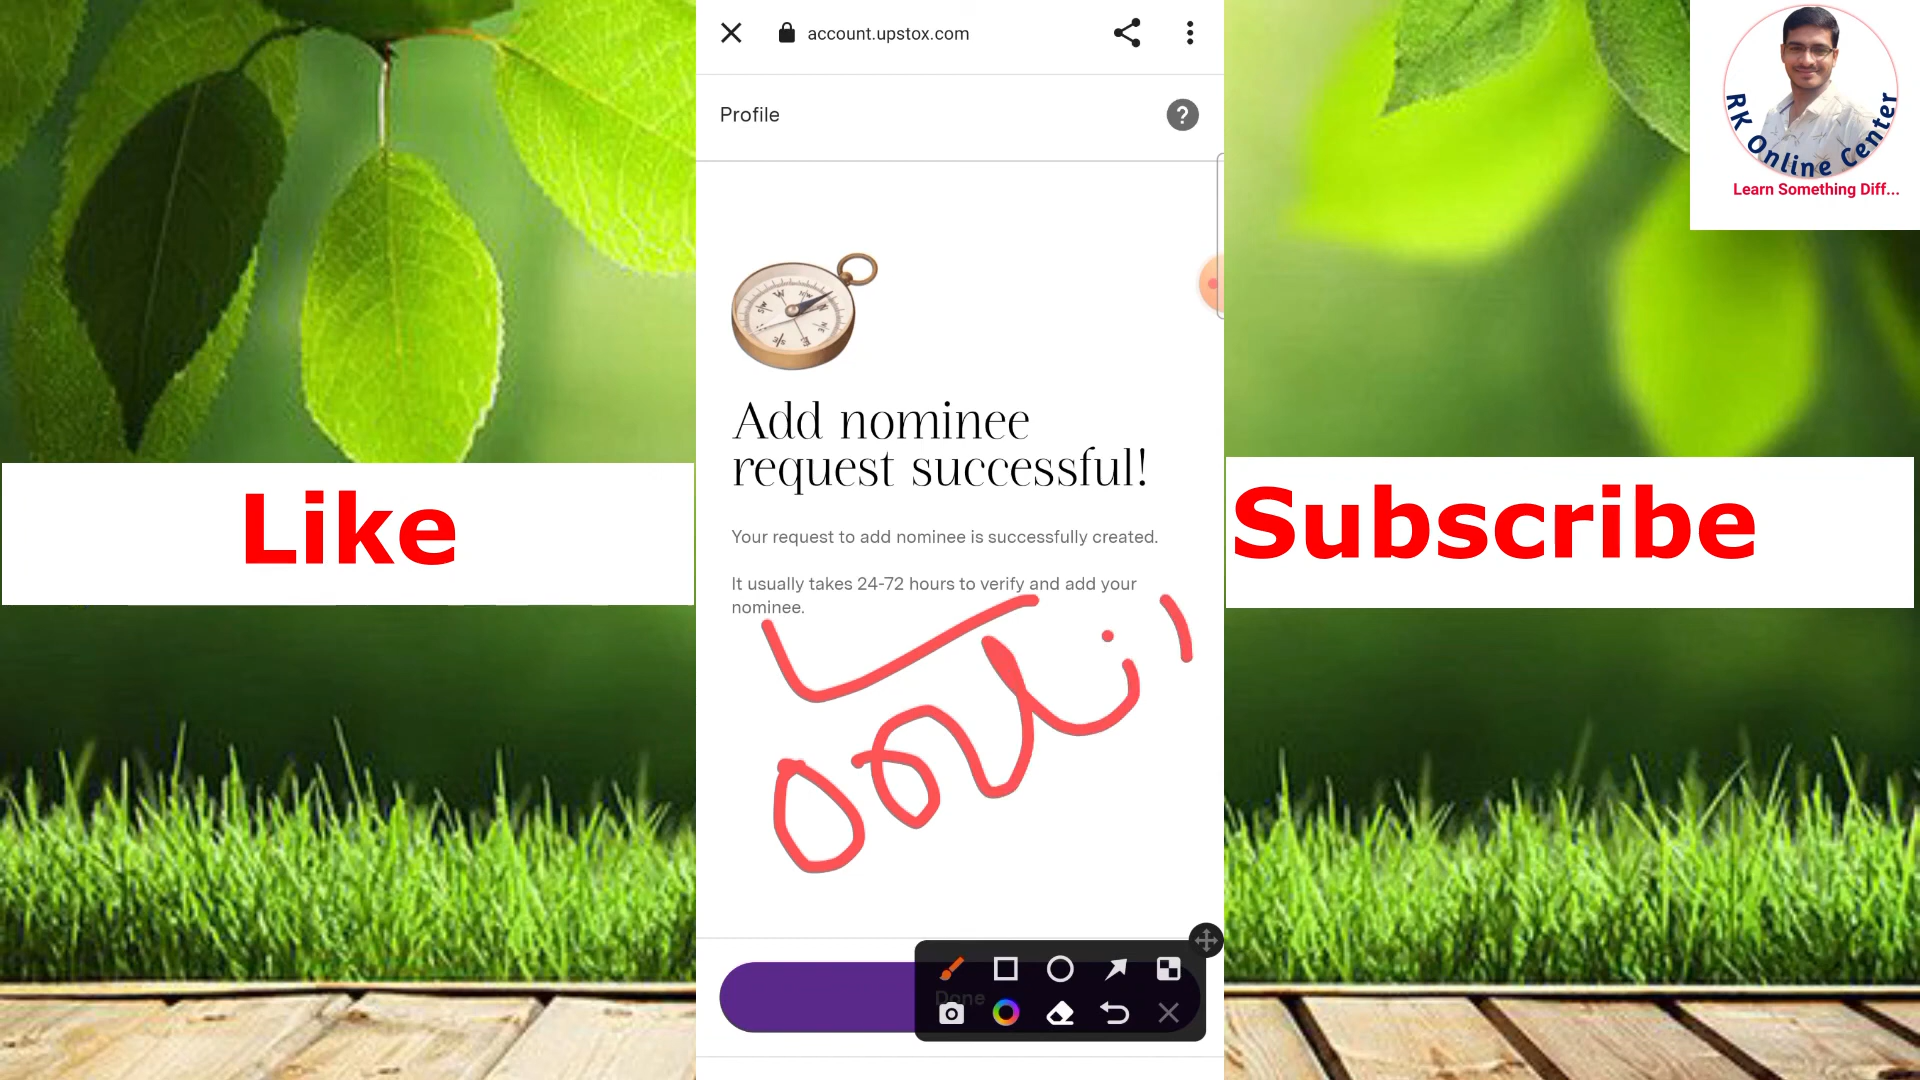 account.upstox.com
Profile
?
RK Online Center
Learn Something Diff...
Add nominee
request successful!
Like
Subscribe
Your request to add nominee is successfully created.
It usually takes 24-72 hours to verify and add your
nominee.
Done